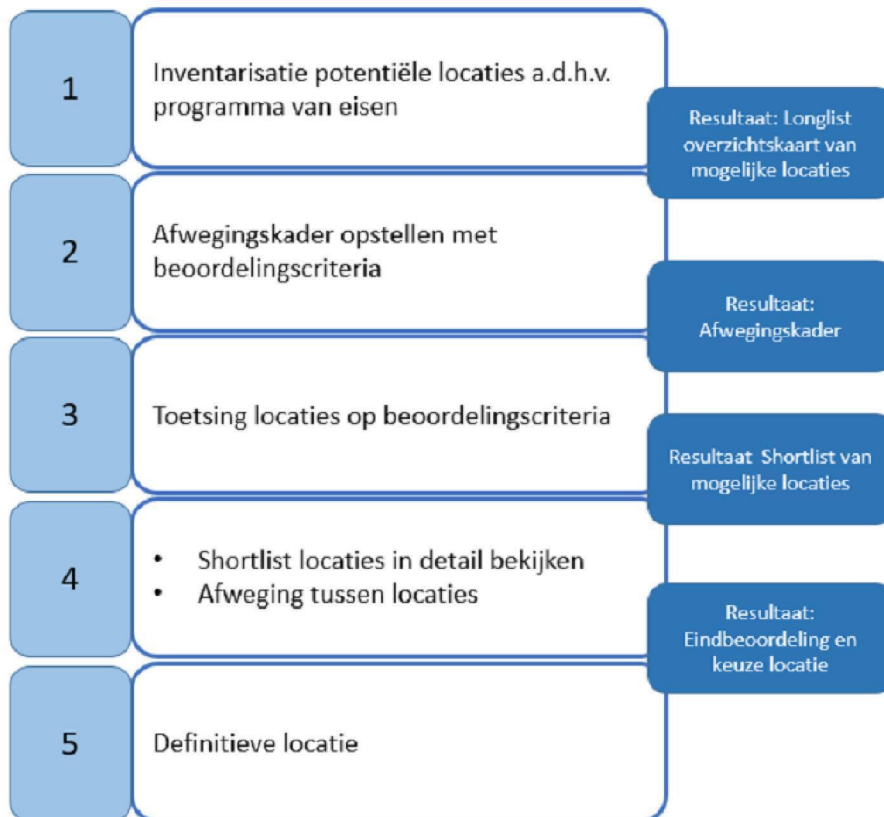 1
Inventarisatie potentiële locaties a.d.h.v.
programma van eisen
Resultaat: Longlist
overzichtskaart van
mogelijke locaties
2
Afwegingskader opstellen met
beoordelingscriteria
Resultaat:
Afwegingskader
3
Toetsing locaties op beoordelingscriteria
Resultaat Shortlist van
mogelijke locaties
4
• Shortlist locaties in detail bekijken
• Afweging tussen locaties
Resultaat:
Eindbeoordeling en
keuze locatie
5
Definitieve locatie